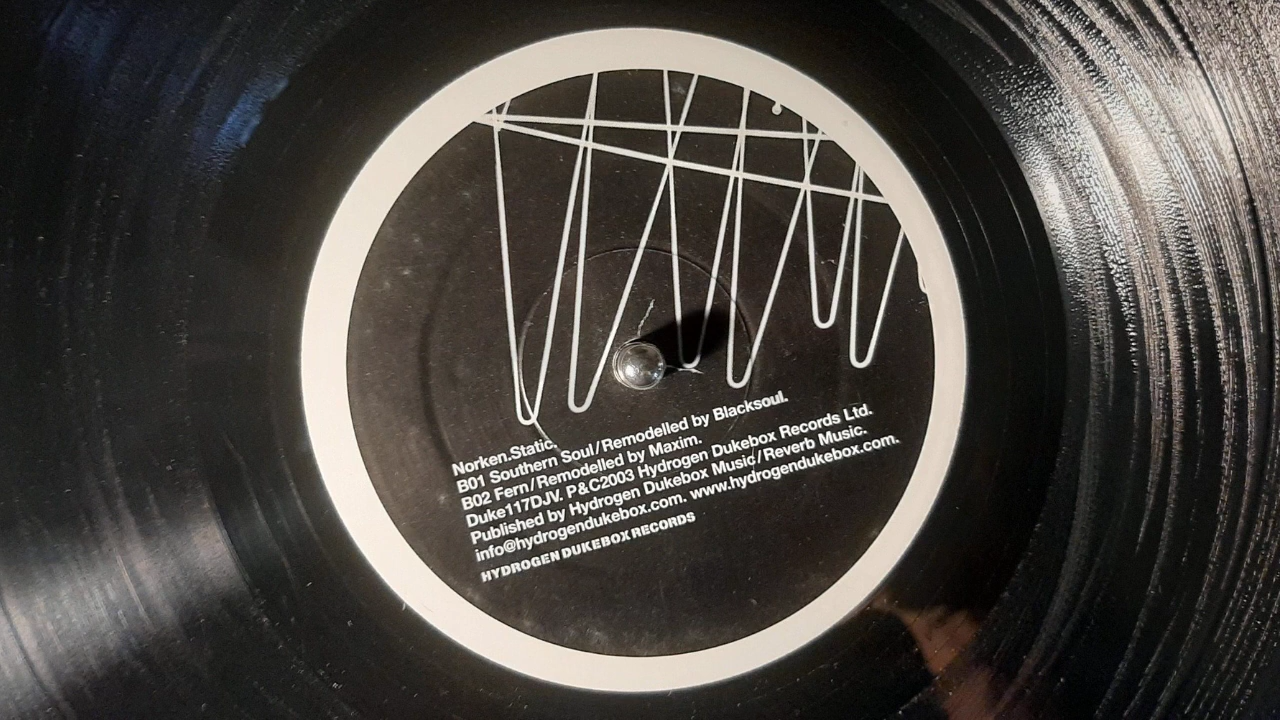 Norken.Static.
B01 Southern Soul/Remodelled by Blacksoul.
B02 Fern/Remodelled by Maxim.
Duke117DJV. P&C2003 Hydrogen Dukebox Records Ltd.
Published by Hydrogen Dukebox Music/Reverb Music.
info@hydrogendukebox.com. www.hydrogendukebox.com.
HYDROGEN DUKEBOX RECORDS